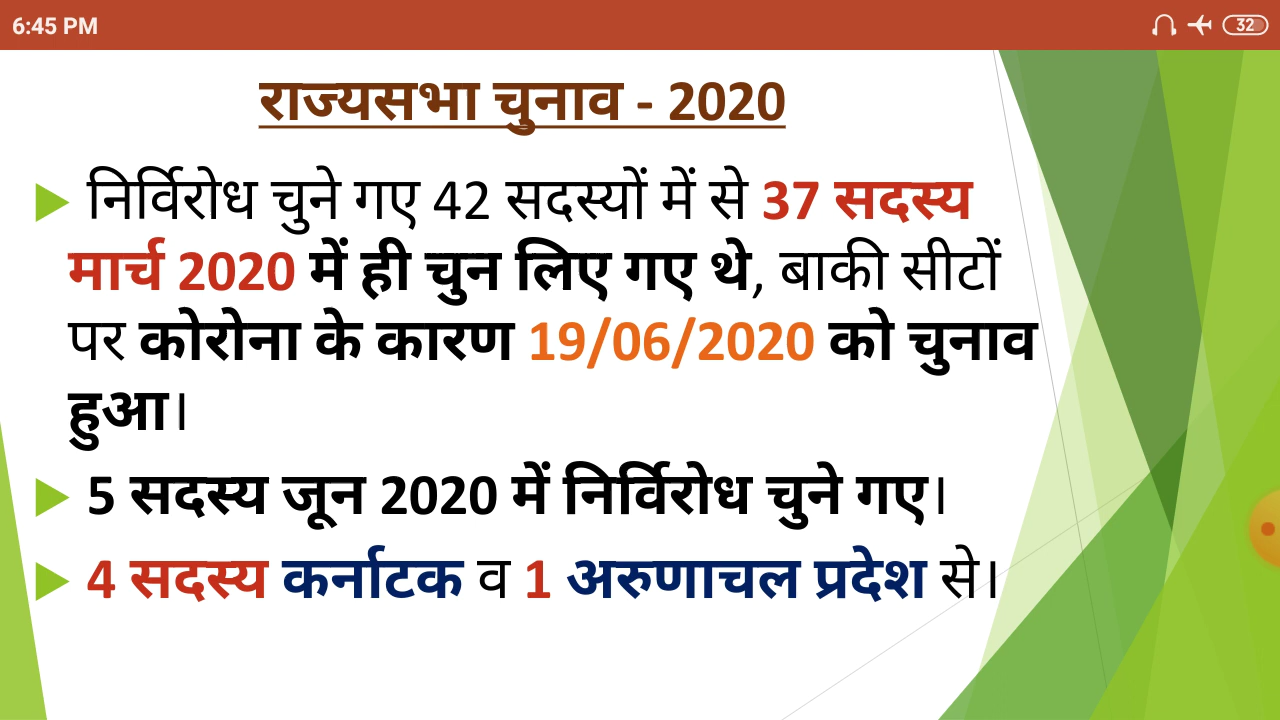 6:45 PM
32
राज्यसभा चुनाव - 2020
निर्विरोध चुने गए 42 सदस्यों में से 37 सदस्य
मार्च 2020 में ही चुन लिए गए थे, बाकी सीटों
पर कोरोना के कारण 19/06/2020 को चुनाव
हुआ।
5 सदस्य जून 2020 में निर्विरोध चुने गए।
4 सदस्य कर्नाटक व 1 अरुणाचल प्रदेश से।